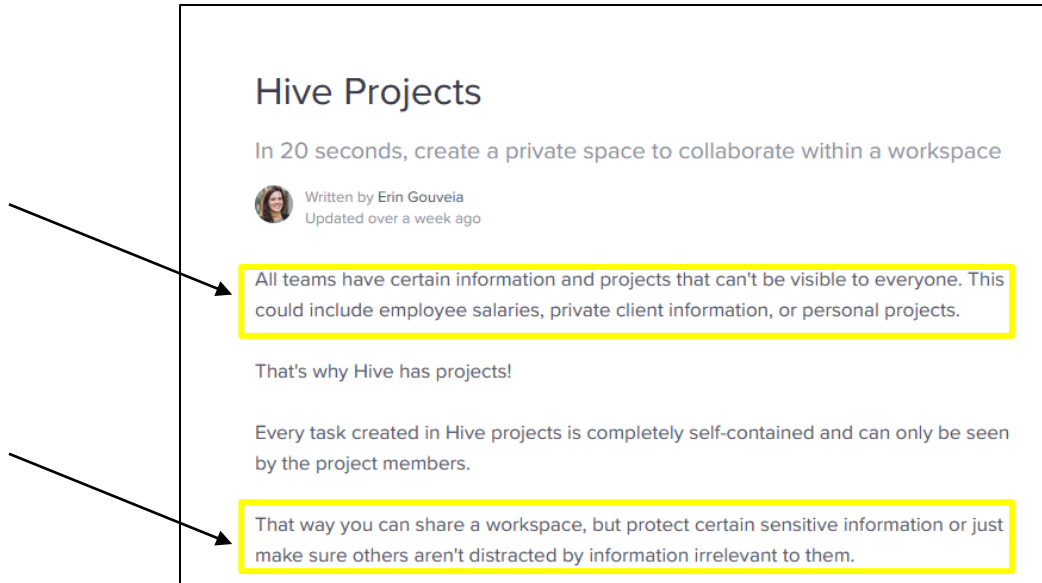 Hive Projects
In 20 seconds, create a private space to collaborate within a workspace
Written by Erin Gouveia
Updated over a week ago
All teams have certain information and projects that can't be visible to everyone. This
could include employee salaries, private client information, or personal projects.
That's why Hive has projects!
Every task created in Hive projects is completely self-contained and can only be seen
by the project members.
That way you can share a workspace, but protect certain sensitive information or just
make sure others aren't distracted by information irrelevant to them.